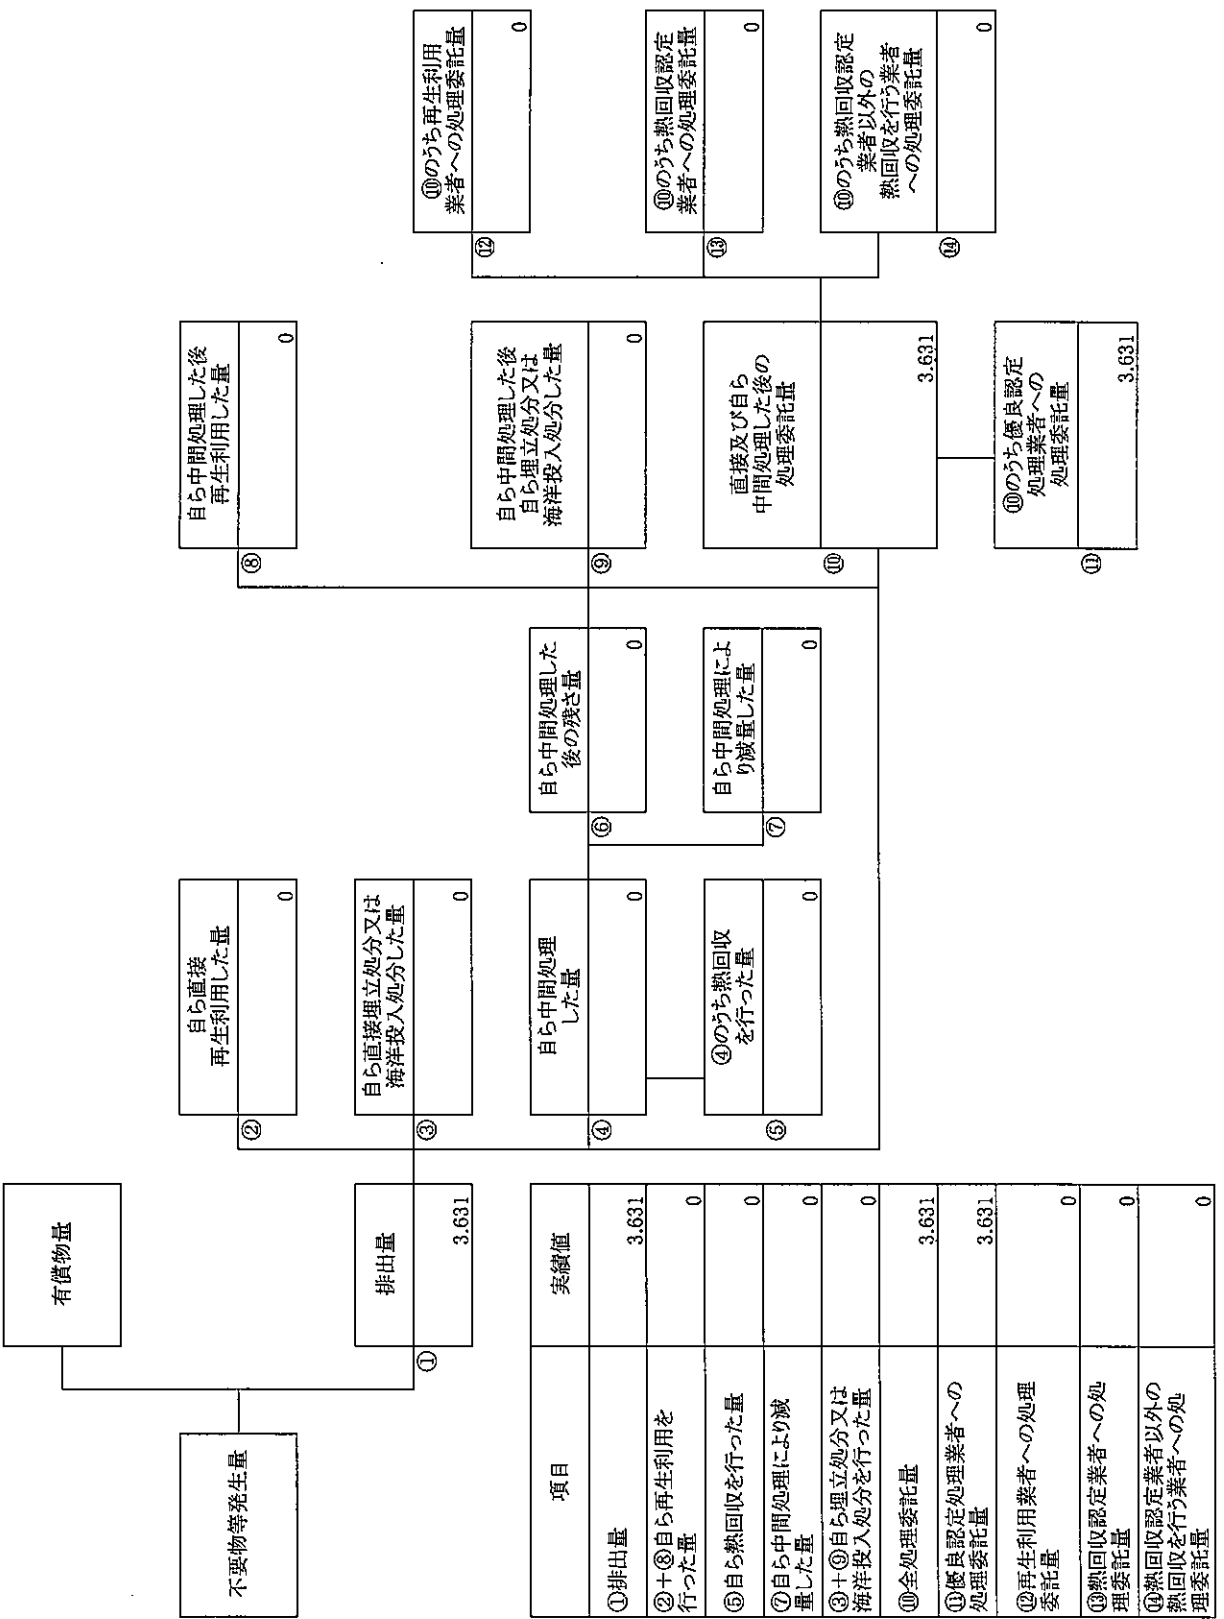 不要物等発生量
有償物量
①
排出量
3.631
②
自ら直接
再生利用した量
0
③
自ら直接埋立処分又は
海洋投入処分した量
0
④
自ら中間処理
した量
0
⑤
④のうち熱回収
を行った量
0
⑥
自ら中間処理した
後の残さ量
0
⑦
自ら中間処理によ
り減量した量
0
⑧
自ら中間処理した後
再生利用した量
0
⑨
自ら中間処理した後
自ら埋立処分又は
海洋投入処分した量
0
⑩
直接及び自ら
中間処理した後の
処理委託量
3.631
⑪
⑩のうち優良認定
処理業者への
処理委託量
3.631
⑫
⑩のうち再生利用
業者への処理委託量
0
⑬
⑩のうち熱回収認定
業者への処理委託量
0
⑭
⑩のうち熱回収認定
業者以外の
熱回収を行う業者
への処理委託量
0
項目 実績値
①排出量 3.631
②+⑧自ら再生利用を
行った量 0
⑤自ら熱回収を行った量 0
⑦自ら中間処理により減
量した量 0
③+⑨自ら埋立処分又は
海洋投入処分を行った量 0
⑩全処理委託量 3.631
⑪優良認定処理業者への
処理委託量 3.631
⑫再生利用業者への処理
委託量 0
⑬熱回収認定業者への処
理委託量 0
⑭熱回収認定業者以外の
熱回収を行う業者への処
理委託量 0